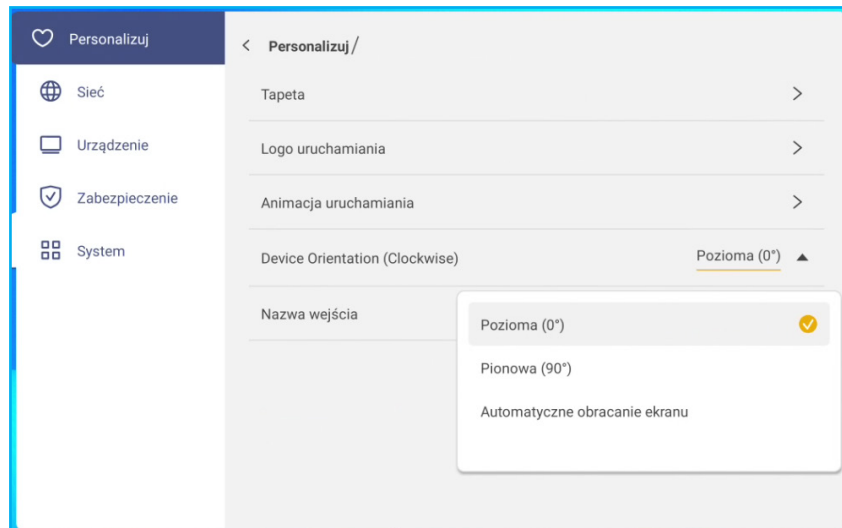 Personalizuj
Sieć
Urządzenie
Zabezpieczenie
System
< Personalizuj/
Tapeta >
Logo uruchamiania >
Animacja uruchamiania >
Device Orientation (Clockwise) Pozioma (0°)
Nazwa wejścia
Pozioma (0°)
Pionowa (90°)
Automatyczne obracanie ekranu